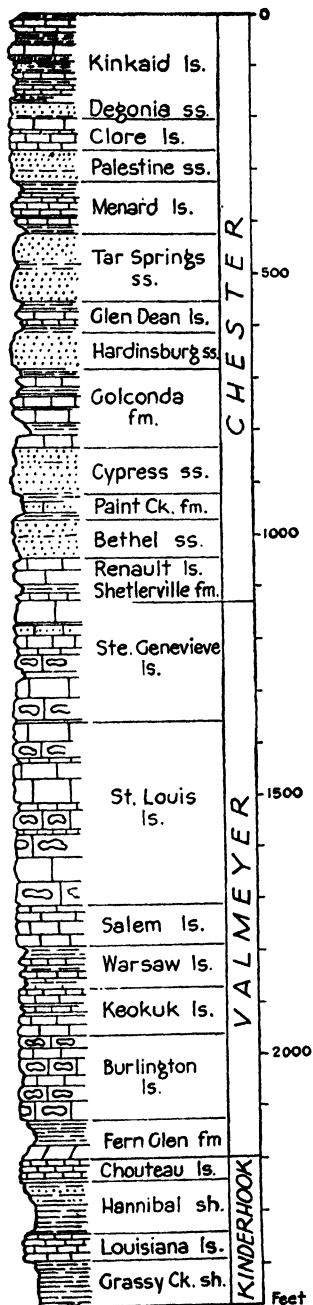 0
Kinkaid ls.
Degonia ss.
Clore ls.
Palestine ss.
Menard ls.
Tar Springs
ss.
500
Glen Dean ls.
Hardinsburg ss.
Golconda
fm.
Cypress ss.
Paint Ck. fm.
Bethel ss.
1000
Renault ls.
Shetlerville fm.
CHESTER
Ste. Genevieve
ls.
St. Louis
ls.
1500
Salem ls.
Warsaw ls.
Keokuk ls.
2000
Burlington
ls.
Fern Glen fm
VALMEYER
Chouteau ls.
Hannibal sh.
Louisiana ls.
Grassy Ck. sh.
KINDERHOOK
Feet